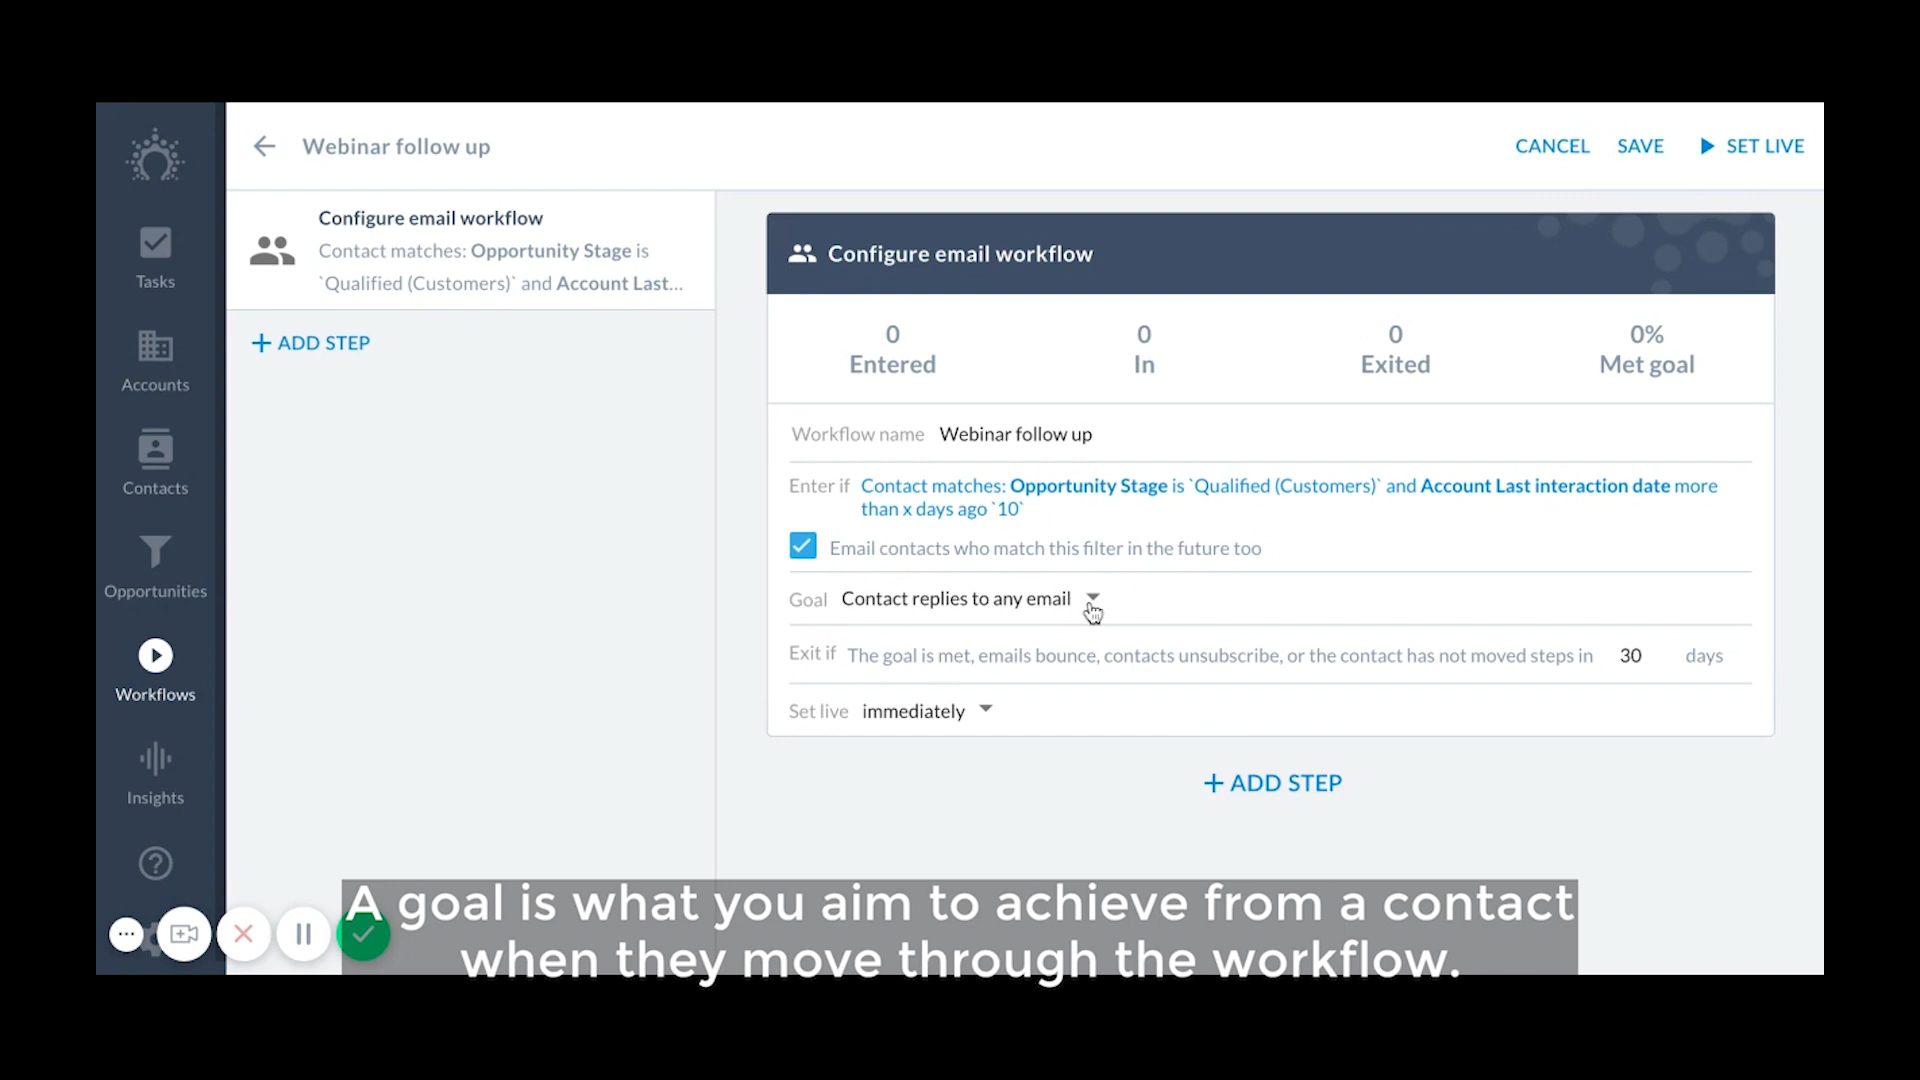 Webinar follow up
CANCEL
SAVE
SET LIVE
Tasks
Accounts
Contacts
Opportunities
Workflows
Insights
Configure email workflow
Contact matches: Opportunity Stage is
`Qualified (Customers)` and Account Last...
+ ADD STEP
Configure email workflow
0
Entered
0
In
0
Exited
0%
Met goal
Workflow name Webinar follow up
Enter if Contact matches: Opportunity Stage is `Qualified (Customers)` and Account Last interaction date more
than x days ago `10`
Email contacts who match this filter in the future too
Goal Contact replies to any email
Exit if The goal is met, emails bounce, contacts unsubscribe, or the contact has not moved steps in 30 days
Set live immediately
+ ADD STEP
A goal is what you aim to achieve from a contact
when they move through the workflow.